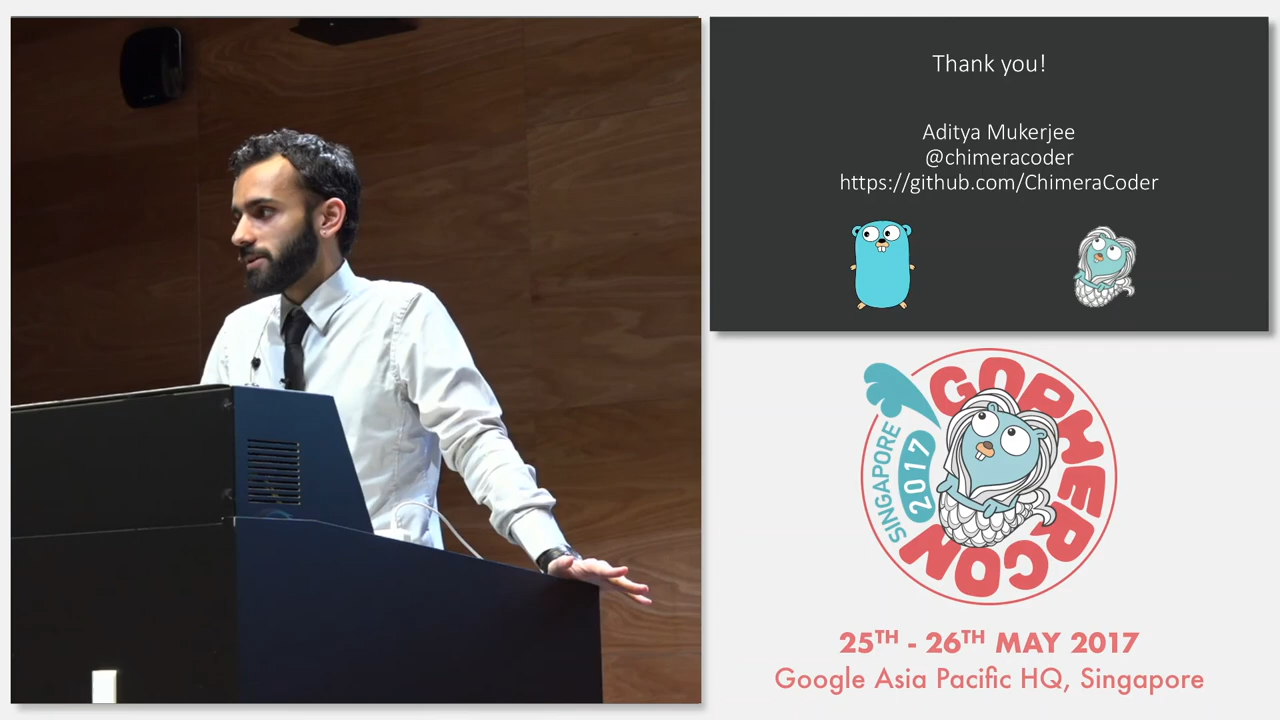 Thank you!
Aditya Mukerjee
@chimeracoder
https://github.com/ChimeraCoder
GOPHERCON
SINGAPORE
2017
25TH - 26TH MAY 2017
Google Asia Pacific HQ, Singapore